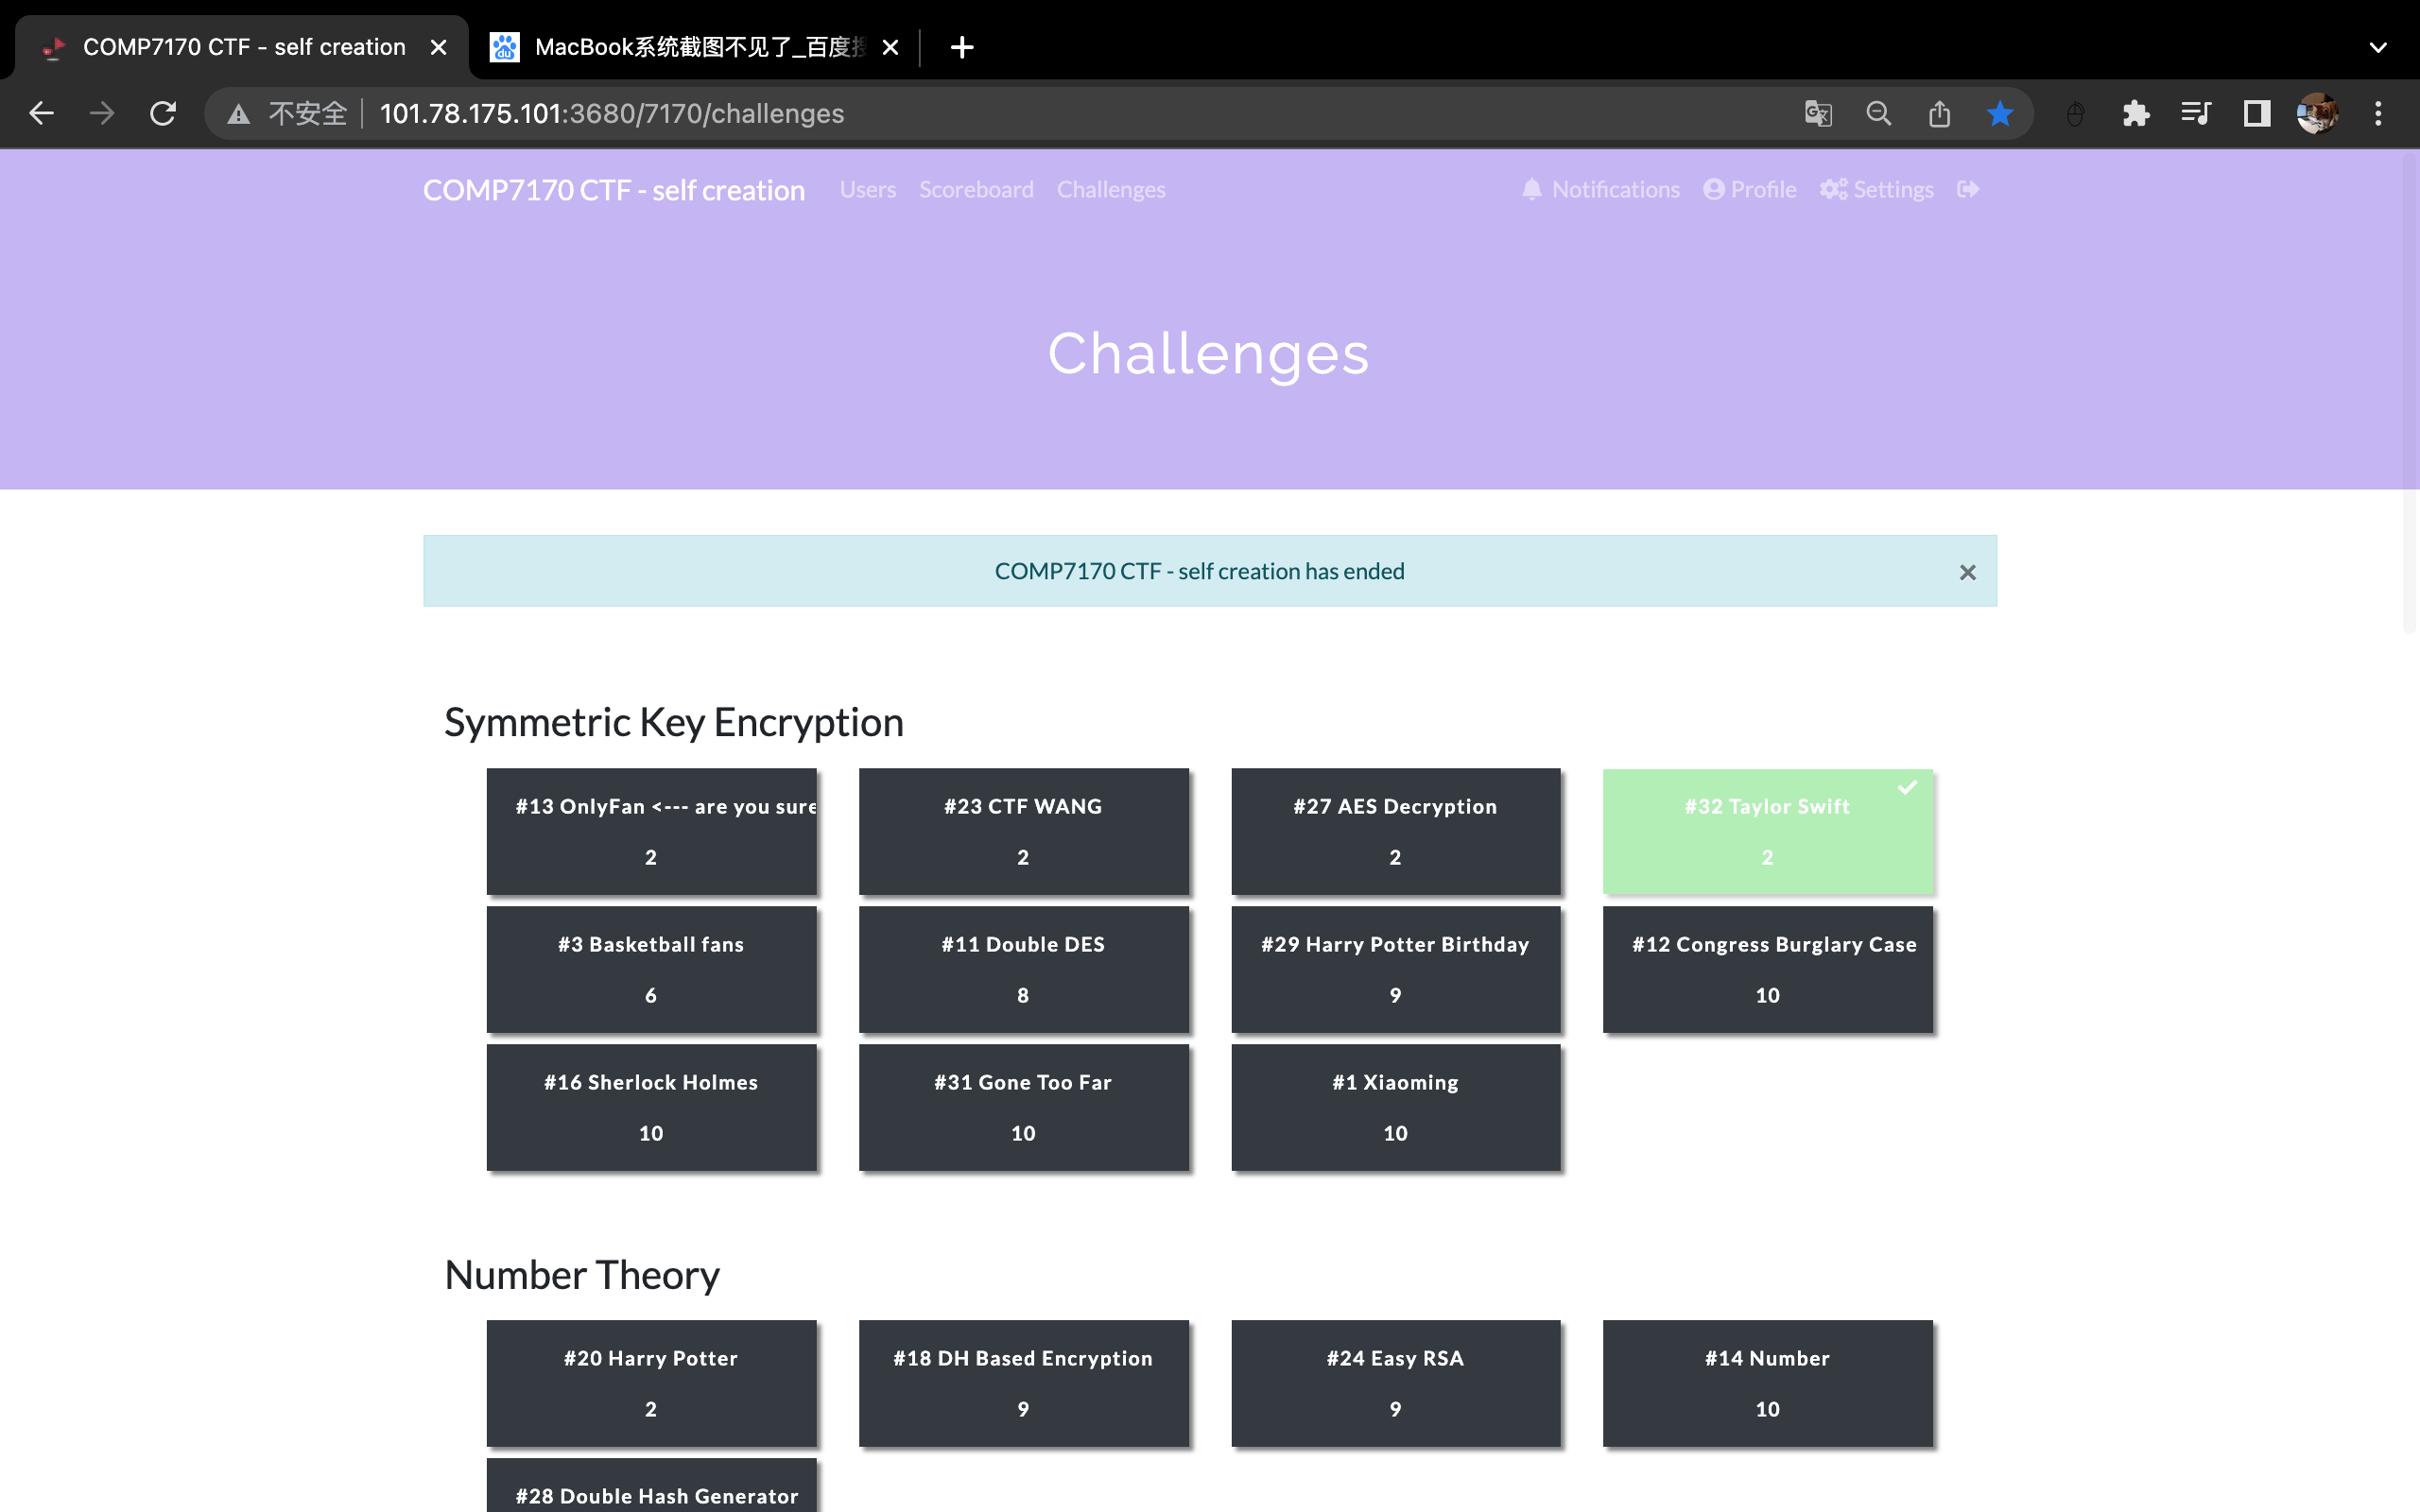 COMP7170 CTF - self creation
MacBook系统截图不见了_百度搜
不安全
101.78.175.101:3680/7170/challenges
COMP7170 CTF - self creation Users Scoreboard Challenges Notifications Profile Settings
Challenges
COMP7170 CTF - self creation has ended
Symmetric Key Encryption
#13 OnlyFan <--- are you sure
2
#23 CTF WANG
2
#27 AES Decryption
2
#32 Taylor Swift
2
#3 Basketball fans
6
#11 Double DES
8
#29 Harry Potter Birthday
9
#12 Congress Burglary Case
10
#16 Sherlock Holmes
10
#31 Gone Too Far
10
#1 Xiaoming
10
Number Theory
#20 Harry Potter
2
#18 DH Based Encryption
9
#24 Easy RSA
9
#14 Number
10
#28 Double Hash Generator